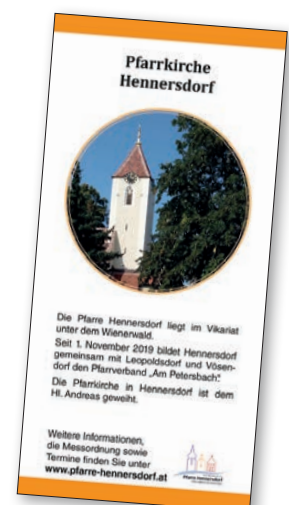 Pfarrkirche
Hennersdorf
Die Pfarre Hennersdorf liegt im Vikariat
unter dem Wienerwald.
Seit 1. November 2019 bildet Hennersdorf
gemeinsam mit Leopoldsdorf und Vösen-
dorf den Pfarrverband „Am Petersbach“.
Die Pfarrkirche in Hennersdorf ist dem
Hl. Andreas geweiht.
Weitere Informationen,
die Messordnung sowie
Termine finden Sie unter
www.pfarre-hennersdorf.at
Pfarre Hennersdorf